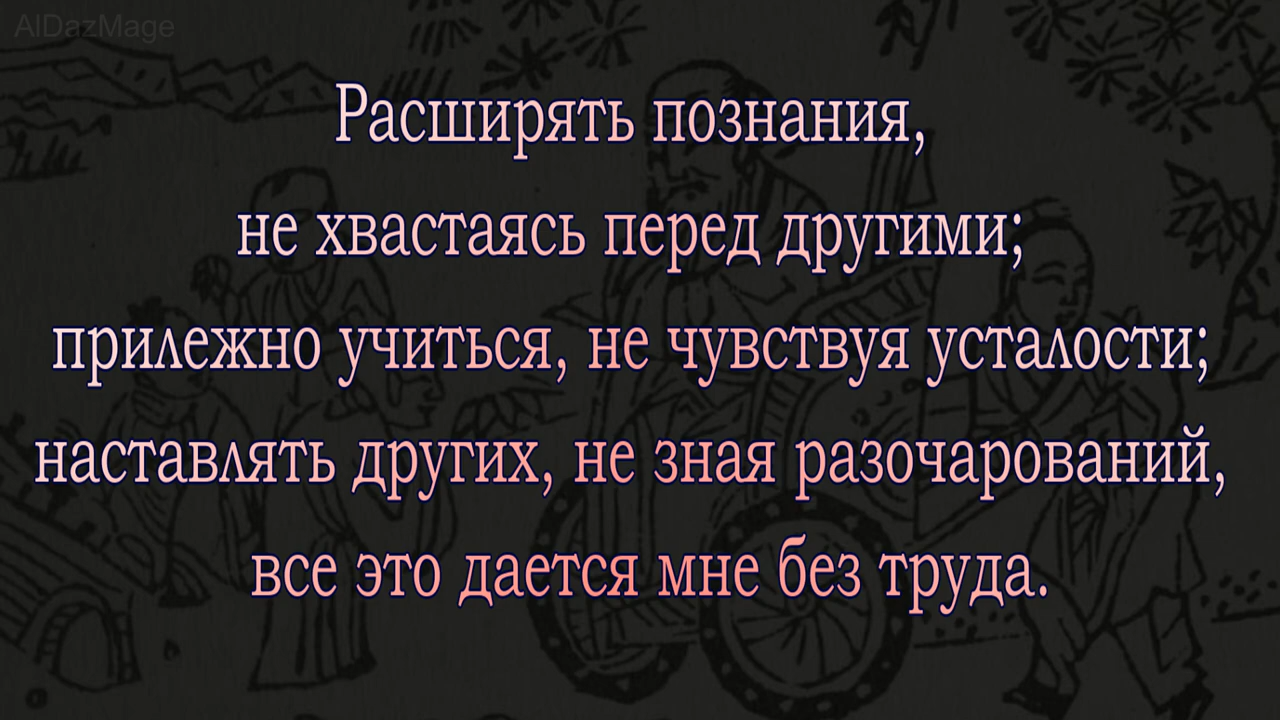 AlDazMage
Расширять познания,
не хвастаясь перед другими;
прилежно учиться, не чувствуя усталости;
наставлять других, не зная разочарований,
все это дается мне без труда.